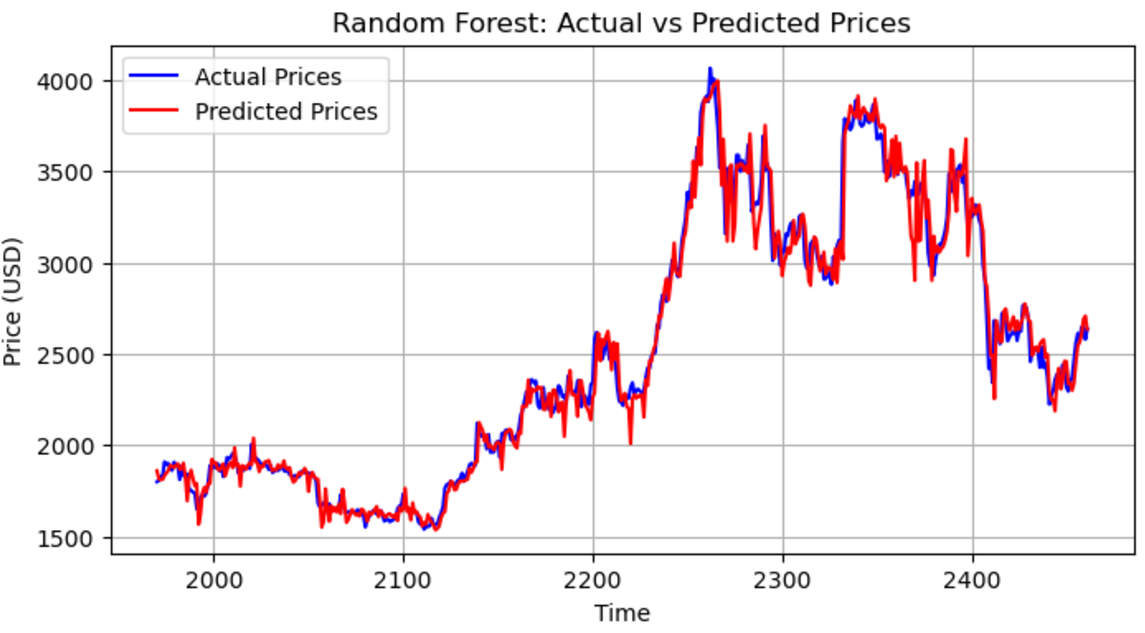 Random Forest: Actual vs Predicted Prices
Actual Prices
Predicted Prices
4000
3500
3000
2500
2000
1500
Price (USD)
2000 2100 2200 2300 2400
Time